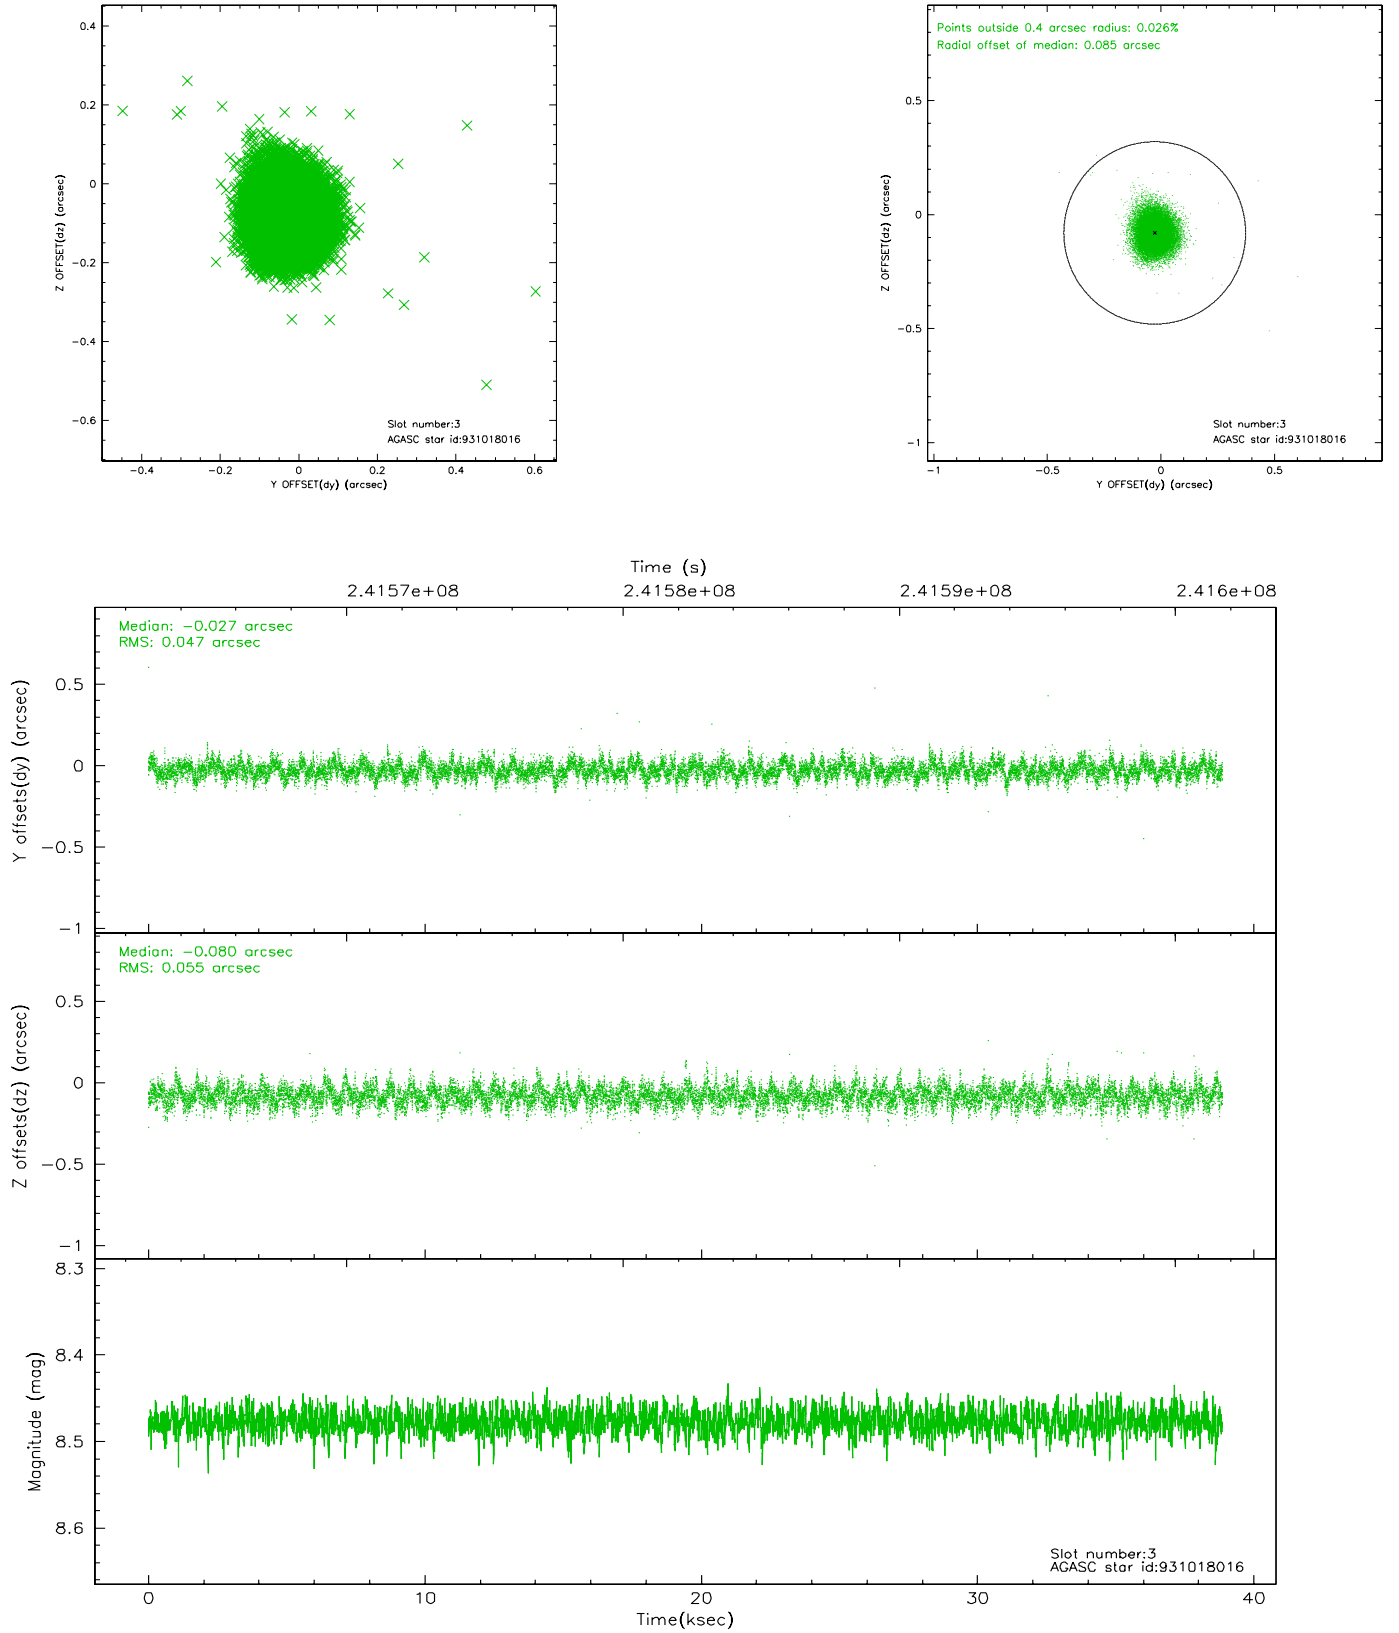 0.4
0.2
0
−0.2
−0.4
−0.6
Z OFFSET(dz) (arcsec)
Slot number:3
AGASC star id:931018016
−0.4 −0.2 0 0.2 0.4 0.6
Y OFFSET(dy) (arcsec)
Points outside 0.4 arcsec radius: 0.026%
Radial offset of median: 0.085 arcsec
0.5
0
−0.5
−1
Z OFFSET(dz) (arcsec)
Slot number:3
AGASC star id:931018016
−1 −0.5 0 0.5
Y OFFSET(dy) (arcsec)
Time (s)
2.4157e+08 2.4158e+08 2.4159e+08 2.416e+08
Median: −0.027 arcsec
RMS: 0.047 arcsec
0.5
0
−0.5
−1
Y offsets(dy) (arcsec)
Median: −0.080 arcsec
RMS: 0.055 arcsec
0.5
0
−0.5
−1
Z offsets(dz) (arcsec)
8.3
8.4
8.5
8.6
Magnitude (mag)
Slot number:3
AGASC star id:931018016
0 10 20 30 40
Time(ksec)